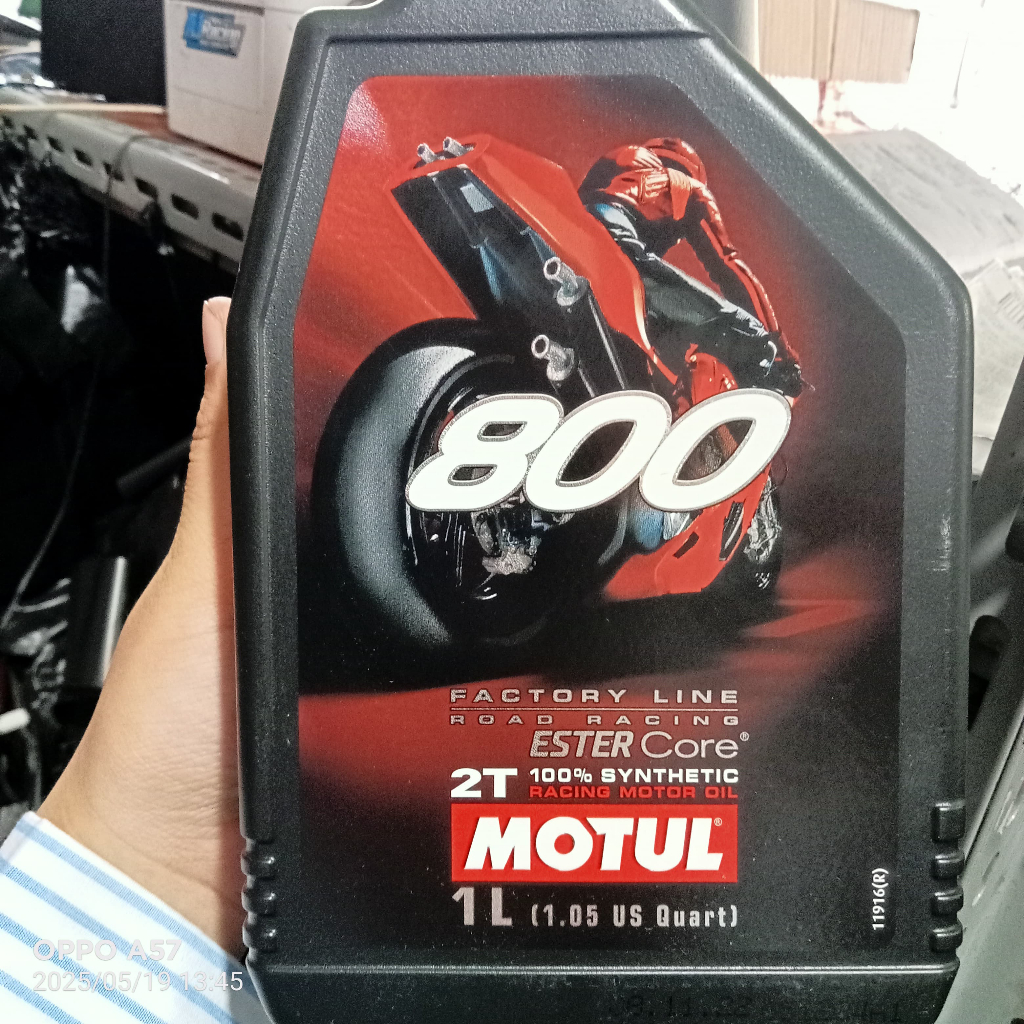 800
FACTORY LINE
ROAD RACING
ESTER Core®
2T 100% SYNTHETIC
RACING MOTOR OIL
MOTUL®
1L (1.05 US Quart)
11916(R)
OPPO A57
2025/05/19 13:45